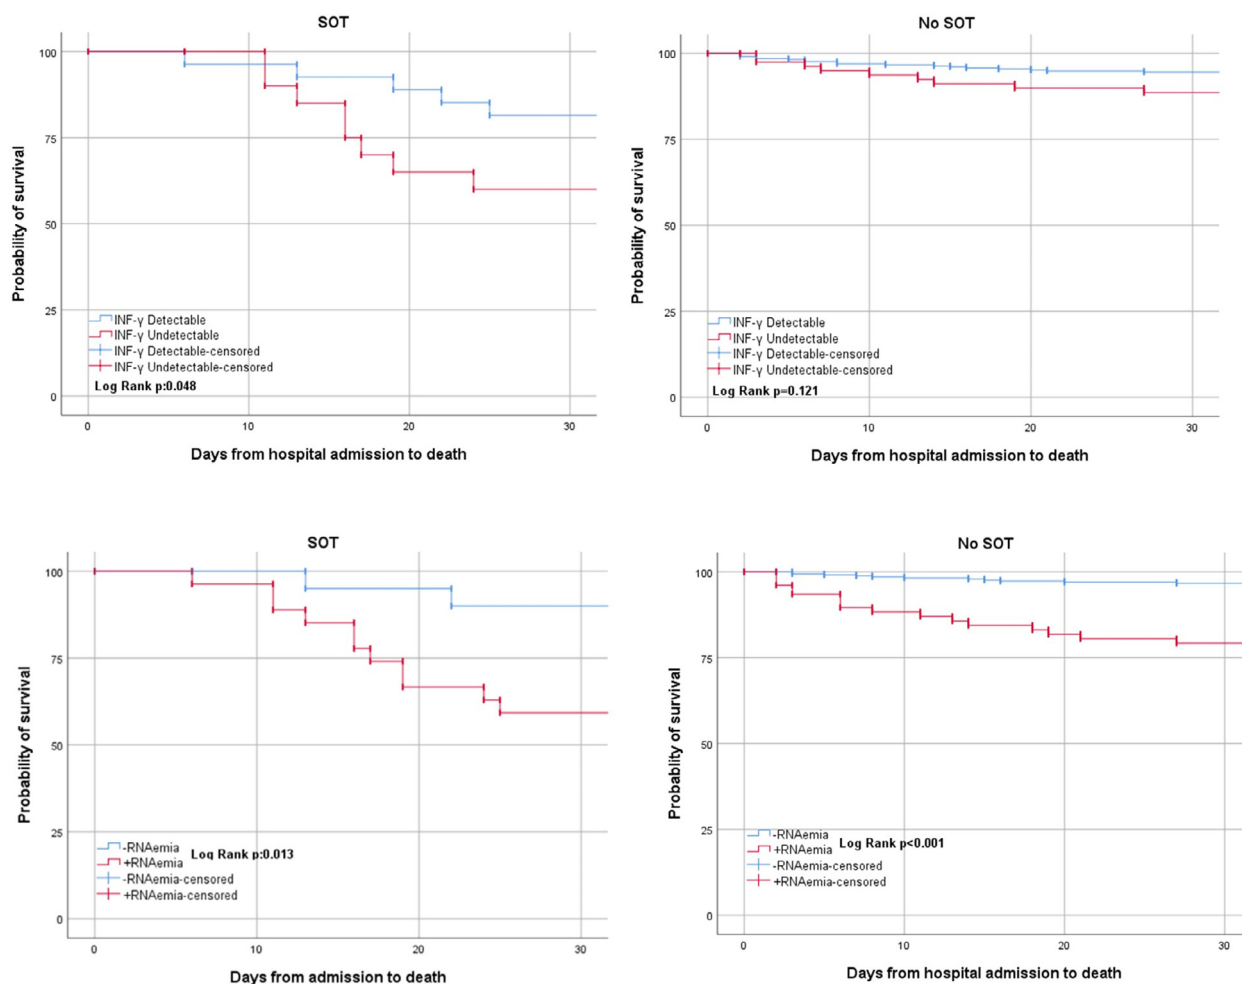 SOT
100
75
50
25
0
Probability of survival
INF-γ Detectable
INF-γ Undetectable
INF-γ Detectable-censored
INF-γ Undetectable-censored
Log Rank p:0.048
0
10
20
30
Days from hospital admission to death
No SOT
100
75
50
25
0
Probability of survival
INF-γ Detectable
INF-γ Undetectable
INF-γ Detectable-censored
INF-γ Undetectable-censored
Log Rank p=0.121
0
10
20
30
Days from hospital admission to death
SOT
100
75
50
25
0
Probability of survival
-RNAemia
+RNAemia
-RNAemia-censored
+RNAemia-censored
Log Rank p:0.013
0
10
20
30
Days from admission to death
No SOT
100
75
50
25
0
Probablity of survival
-RNAemia
+RNAemia
-RNAemia-censored
+RNAemia-censored
Log Rank p<0.001
0
10
20
30
Days from hospital admission to death